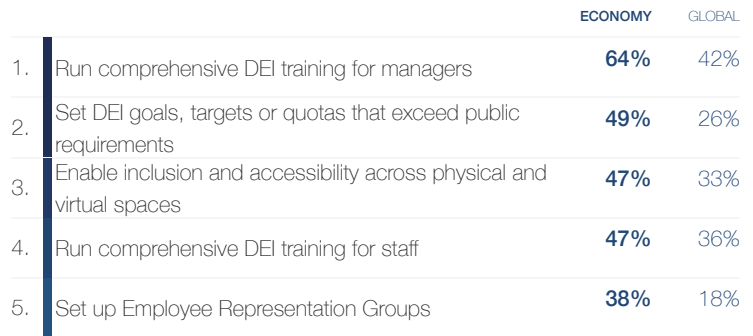 ECONOMY GLOBAL
1. Run comprehensive DEI training for managers 64% 42%
2. Set DEI goals, targets or quotas that exceed public
requirements 49% 26%
3. Enable inclusion and accessibility across physical and
virtual spaces 47% 33%
4. Run comprehensive DEI training for staff 47% 36%
5. Set up Employee Representation Groups 38% 18%